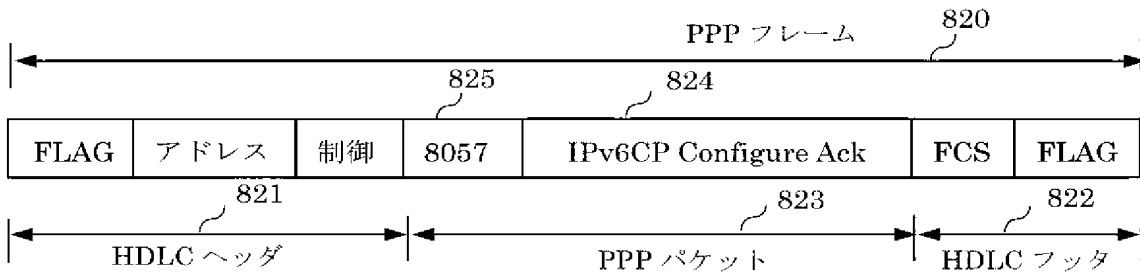 PPP フレーム 820
825 824
FLAG アドレス 制御 8057 IPv6CP Configure Ack FCS FLAG
821 823 822
HDLC ヘッダ PPP パケット HDLC フッタ